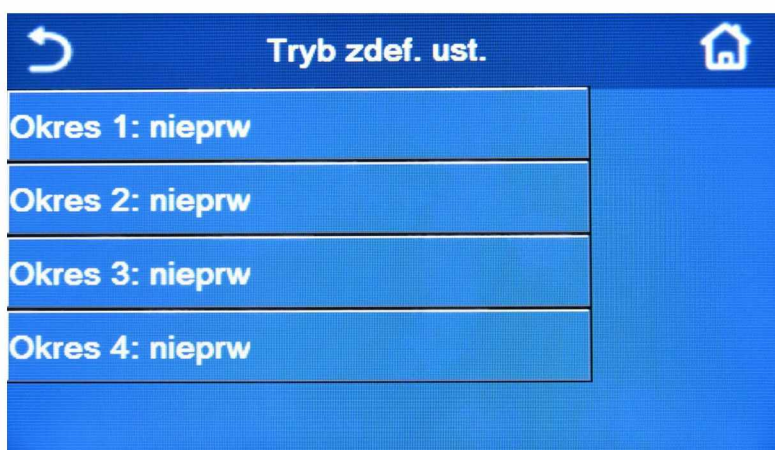 Tryb zdef. ust.
Okres 1: nieprw
Okres 2: nieprw
Okres 3: nieprw
Okres 4: nieprw